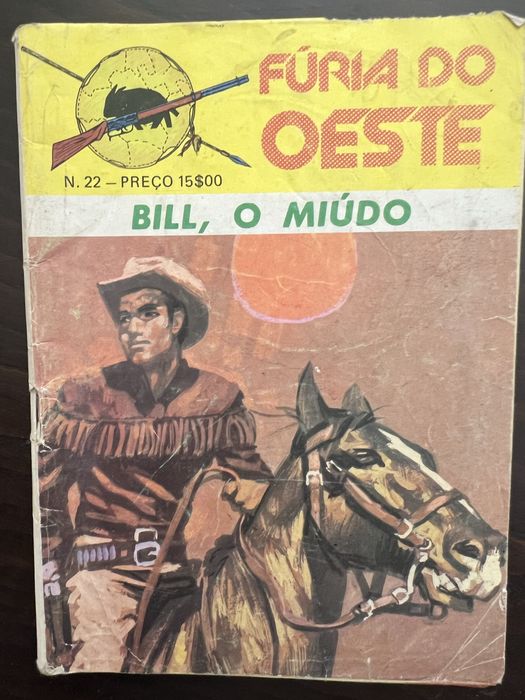 FÚRIA DO
OESTE
N. 22 — PREÇO 15$00
BILL, O MIÚDO